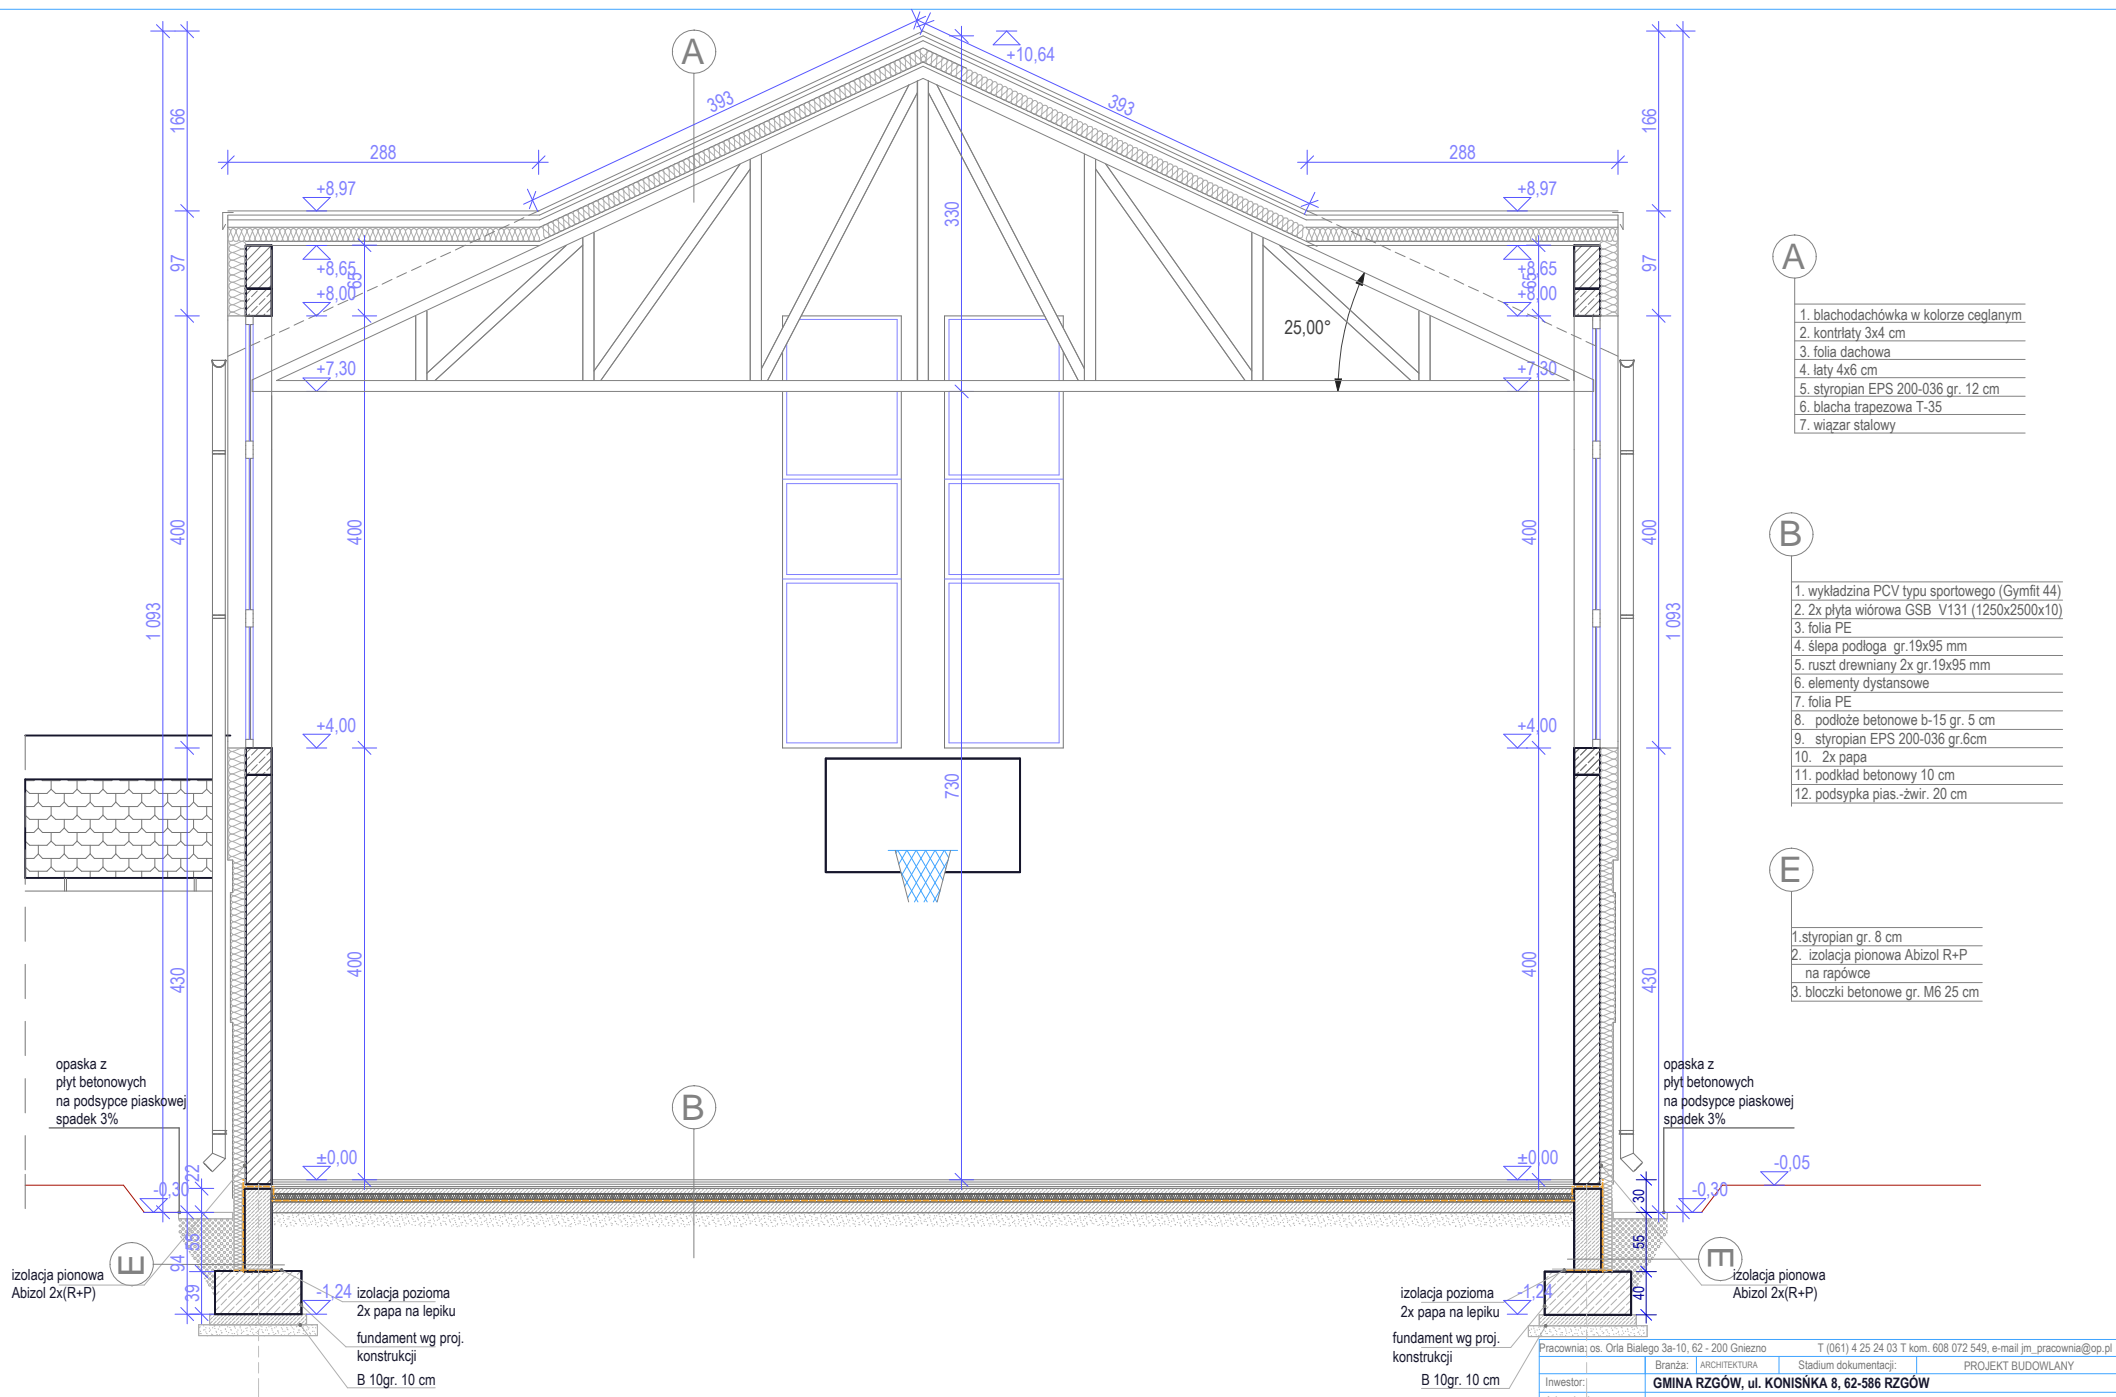 A
+10,64
393
393
166
166
288
288
+8,97
+8,97
330
97
97
+8,65
65
+8,00
+8,65
65
+8,00
25,00°
+7,30
+7,30
A
1. blachodachówka w kolorze ceglanym
2. kontrłaty 3x4 cm
3. folia dachowa
4. łaty 4x6 cm
5. styropian EPS 200-036 gr. 12 cm
6. blacha trapezowa T-35
7. wiązar stalowy
400
400
400
400
1 093
1 093
B
1. wykładzina PCV typu sportowego (Gymfit 44)
2. 2x płyta wiórowa GSB V131 (1250x2500x10)
3. folia PE
4. ślepa podłoga gr.19x95 mm
5. ruszt drewniany 2x gr.19x95 mm
6. elementy dystansowe
7. folia PE
8. podłoże betonowe b-15 gr. 5 cm
9. styropian EPS 200-036 gr.6cm
10. 2x papa
11. podkład betonowy 10 cm
12. podsypka pias.-żwir. 20 cm
+4,00
+4,00
730
E
1.styropian gr. 8 cm
2. izolacja pionowa Abizol R+P
na rapówce
3. bloczki betonowe gr. M6 25 cm
430
400
400
430
opaska z
płyt betonowych
na podsypce piaskowej
spadek 3%
B
opaska z
płyt betonowych
na podsypce piaskowej
spadek 3%
±0,00
±0,00
-0,05
22
-0,30
30
-0,30
55
94
39
55
40
E
E
izolacja pionowa
Abizol 2x(R+P)
-1,24
izolacja pozioma
2x papa na lepiku
fundament wg proj.
konstrukcji
B 10gr. 10 cm
izolacja pozioma
2x papa na lepiku
-1,24
fundament wg proj.
konstrukcji
B 10gr. 10 cm
izolacja pionowa
Abizol 2x(R+P)
Pracownia: os. Orla Białego 3a-10, 62 - 200 Gniezno T (061) 4 25 24 03 T kom. 608 072 549, e-mail jm_pracownia@op.pl
Branża: ARCHITEKTURA Stadium dokumentacji: PROJEKT BUDOWLANY
Inwestor: GMINA RZGÓW, ul. KONISŃKA 8, 62-586 RZGÓW